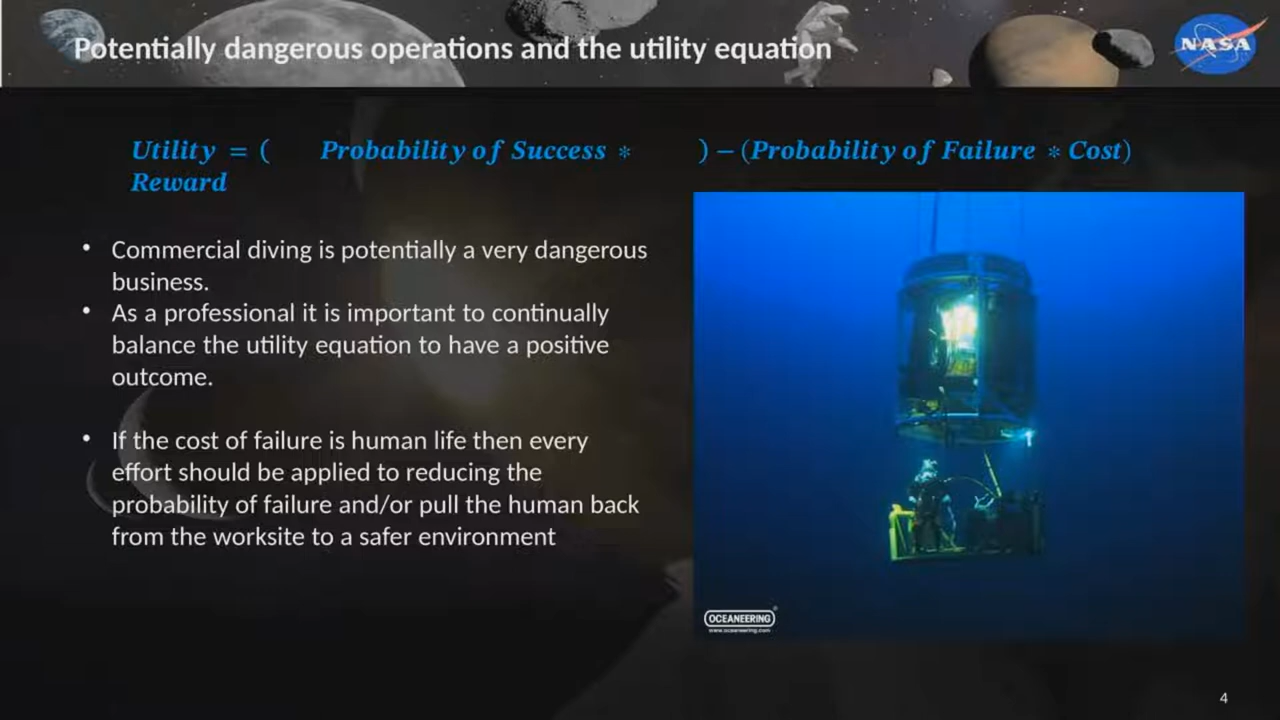 Potentially dangerous operations and the utility equation
NASA
Utility = ( Probability of Success * ) − (Probability of Failure * Cost)
Reward
• Commercial diving is potentially a very dangerous
business.
• As a professional it is important to continually
balance the utility equation to have a positive
outcome.
• If the cost of failure is human life then every
effort should be applied to reducing the
probability of failure and/or pull the human back
from the worksite to a safer environment
OCEANEERING®
www.oceaneering.com
4